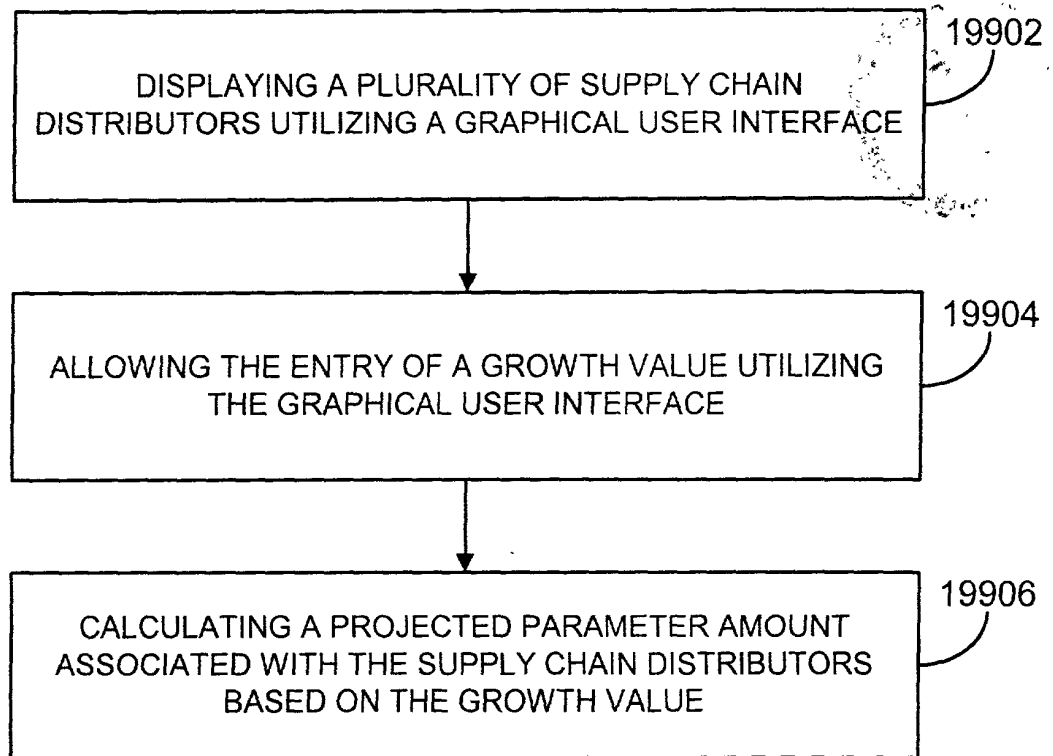 19902
DISPLAYING A PLURALITY OF SUPPLY CHAIN
DISTRIBUTORS UTILIZING A GRAPHICAL USER INTERFACE
19904
ALLOWING THE ENTRY OF A GROWTH VALUE UTILIZING
THE GRAPHICAL USER INTERFACE
19906
CALCULATING A PROJECTED PARAMETER AMOUNT
ASSOCIATED WITH THE SUPPLY CHAIN DISTRIBUTORS
BASED ON THE GROWTH VALUE